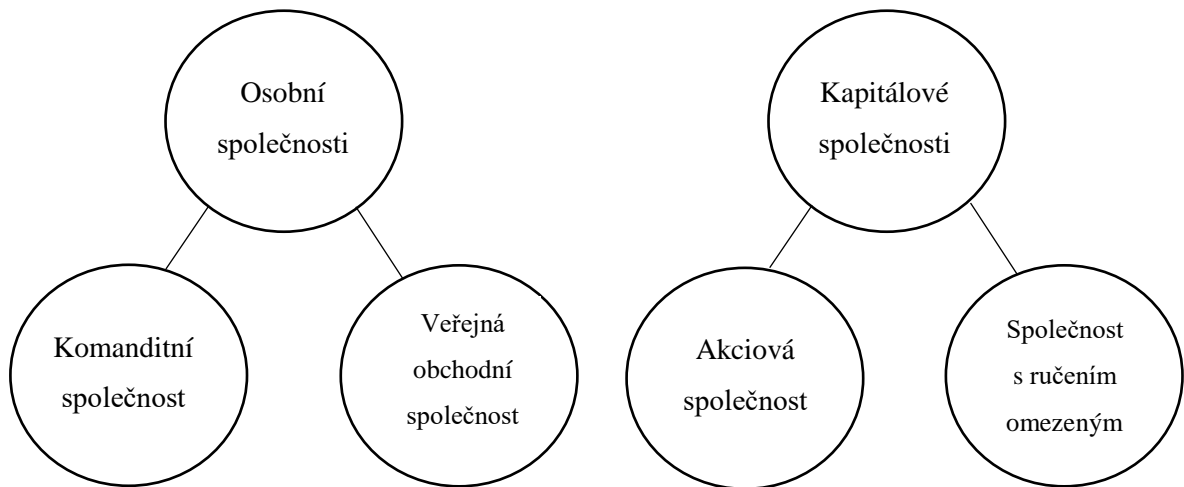 Osobní
společnosti
Kapitálové
společnosti
Komanditní
společnost
Veřejná
obchodní
společnost
Akciová
společnost
Společnost
s ručením
omezeným